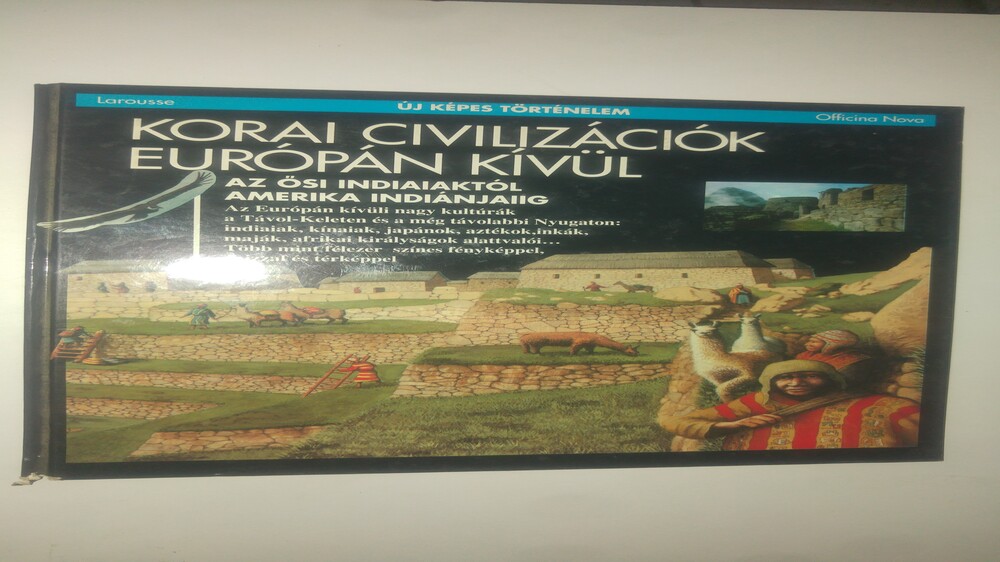 Larousse
ÚJ KÉPES TÖRTÉNELEM
Officina Nova
KORAI CIVILIZÁCIÓK
EURÓPÁN KÍVÜL
AZ ŐSI INDIAIAKTÓL
AMERIKA INDIÁNJAIIG
Az Európán kívüli nagy kultúrák
a Távol-Keleten és a még távolabbi Nyugaton:
indiaiak, kínaiak, japánok, aztékok,inkák,
maják, afrikai királyságok alattvalói...
Több mint félezer színes fényképpel,
és térképpel